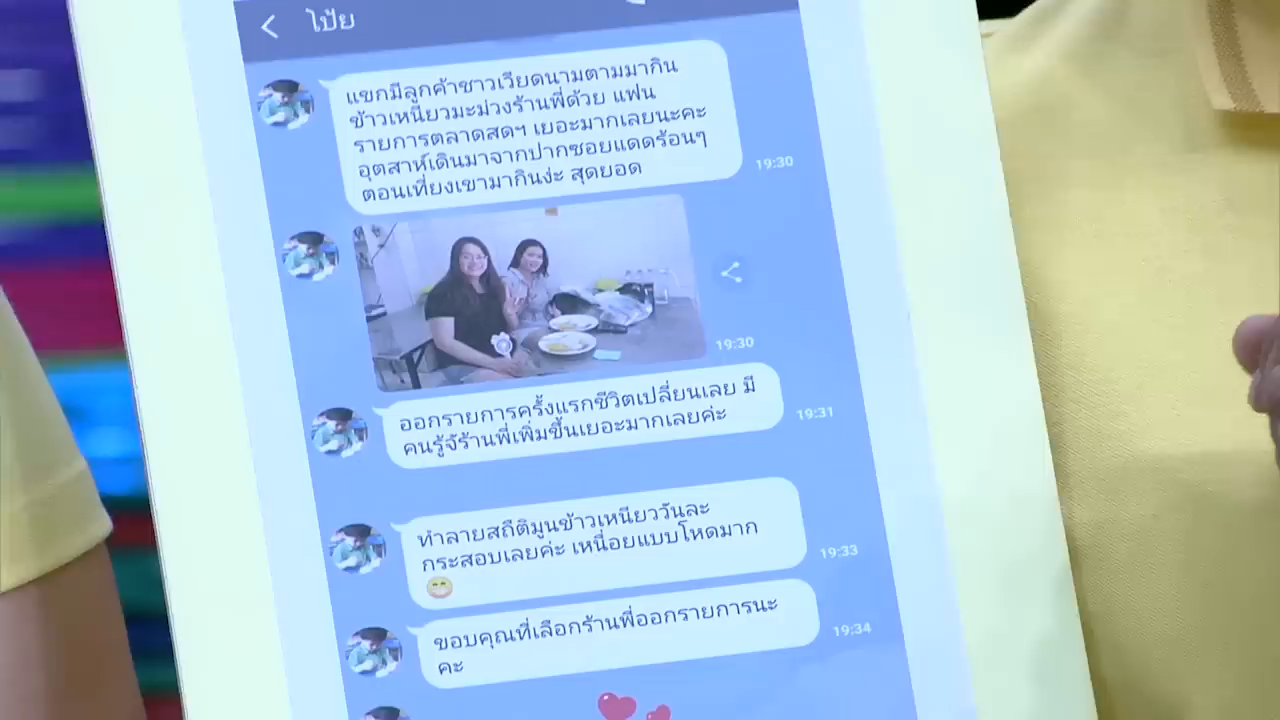 โป้ย
แขกมีลูกค้าชาวเวียดนามตามมากิน
ข้าวเหนียวมะม่วงร้านพี่ด้วย แฟน
รายการตลาดสดฯ เยอะมากเลยนะคะ
อุตสาห์เดินมาจากปากซอยแดดร้อนๆ
ตอนเที่ยงเขามากินง่ะ สุดยอด
19:30
19:30
ออกรายการครั้งแรกชีวิตเปลี่ยนเลย มี
คนรู้จัร้านพี่เพิ่มขึ้นเยอะมากเลยค่ะ
19:31
ทำลายสถืติมูนข้าวเหนียววันละ
กระสอบเลยค่ะ เหนื่อยแบบโหดมาก
19:33
ขอบคุณที่เลือกร้านพี่ออกรายการนะ
คะ
19:34